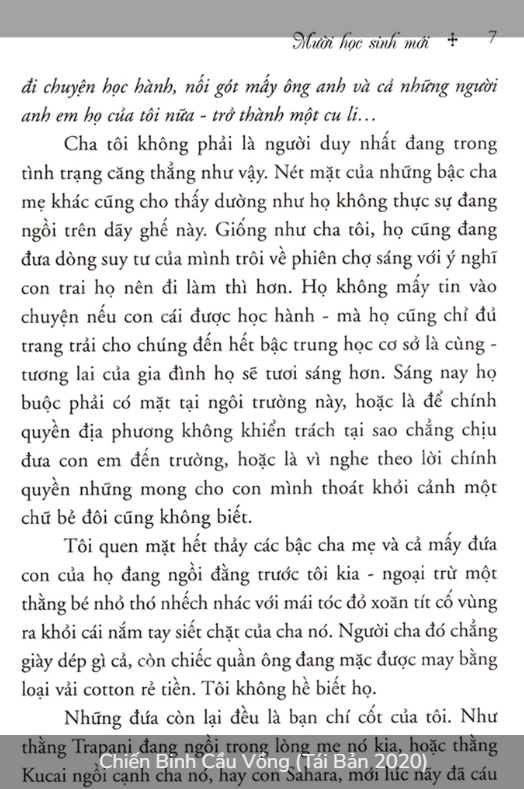 Mười học sinh mới ✢ 7
đi chuyện học hành, nối gót mấy ông anh và cả những người
anh em họ của tôi nữa - trở thành một cu li…
Cha tôi không phải là người duy nhất đang trong
tình trạng căng thẳng như vậy. Nét mặt của những bậc cha
mẹ khác cũng cho thấy dường như họ không thực sự đang
ngồi trên dãy ghế này. Giống như cha tôi, họ cũng đang
đưa dòng suy tư của mình trôi về phiên chợ sáng với ý nghĩ
con trai họ nên đi làm thì hơn. Họ không mấy tin vào
chuyện nếu con cái được học hành - mà họ cũng chỉ đủ
trang trải cho chúng đến hết bậc trung học cơ sở là cùng -
tương lai của gia đình họ sẽ tươi sáng hơn. Sáng nay họ
buộc phải có mặt tại ngôi trường này, hoặc là để chính
quyền địa phương không khiển trách tại sao chẳng chịu
đưa con em đến trường, hoặc là vì nghe theo lời chính
quyền những mong cho con mình thoát khỏi cảnh một
chữ bẻ đôi cũng không biết.
Tôi quen mặt hết thảy các bậc cha mẹ và cả mấy đứa
con của họ đang ngồi đằng trước tôi kia - ngoại trừ một
thằng bé nhỏ thó nhếch nhác với mái tóc đỏ xoăn tít cố vùng
ra khỏi cái nắm tay siết chặt của cha nó. Người cha đó chẳng
giày dép gì cả, còn chiếc quần ông đang mặc được may bằng
loại vải cotton rẻ tiền. Tôi không hề biết họ.
Những đứa còn lại đều là bạn chí cốt của tôi. Như
thằng Trapani đang ngồi trong lòng mẹ nó kia, hoặc thằng
Kucai ngồi cạnh cha nó, hay con Sahara, mới lúc nãy đã cáu
Chiến Binh Cầu Vồng (Tái Bản 2020)